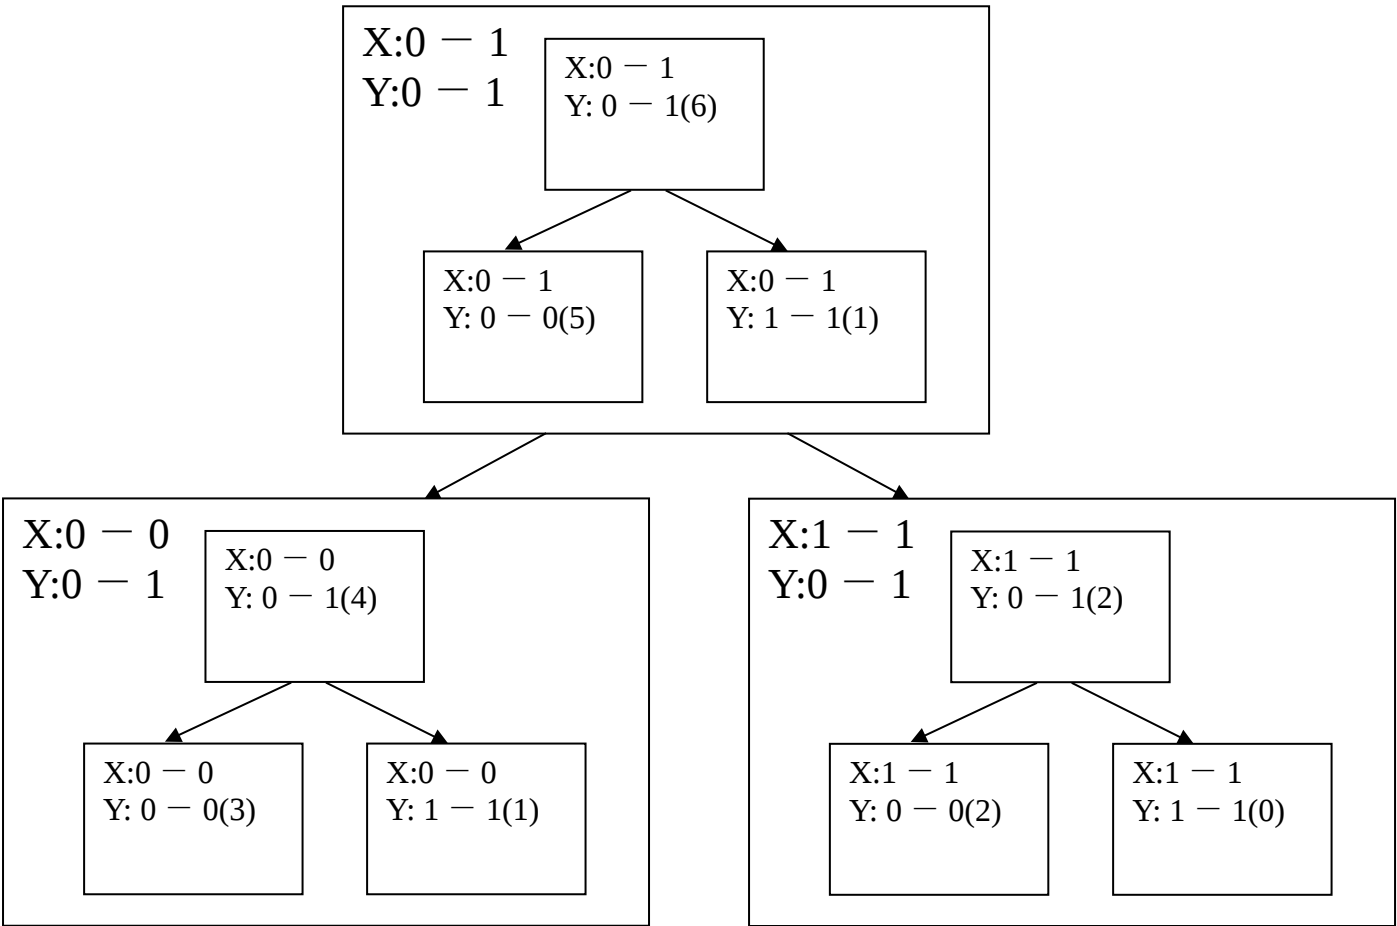 X:0 — 1
Y:0 — 1
X:0 — 1
Y: 0 — 1(6)
X:0 — 1
Y: 0 — 0(5)
X:0 — 1
Y: 1 — 1(1)
X:0 — 0
Y:0 — 1
X:0 — 0
Y: 0 — 1(4)
X:0 — 0
Y: 0 — 0(3)
X:0 — 0
Y: 1 — 1(1)
X:1 — 1
Y:0 — 1
X:1 — 1
Y: 0 — 1(2)
X:1 — 1
Y: 0 — 0(2)
X:1 — 1
Y: 1 — 1(0)